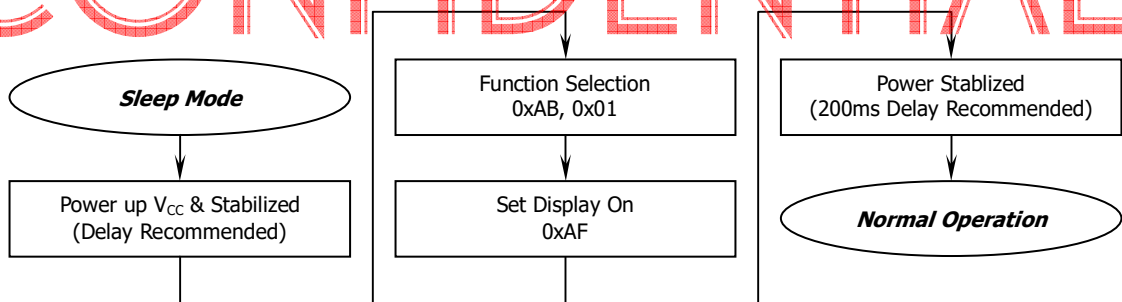 CONFIDENTIAL
Sleep Mode
Power up VCC & Stabilized
(Delay Recommended)
Function Selection
0xAB, 0x01
Set Display On
0xAF
Power Stablized
(200ms Delay Recommended)
Normal Operation